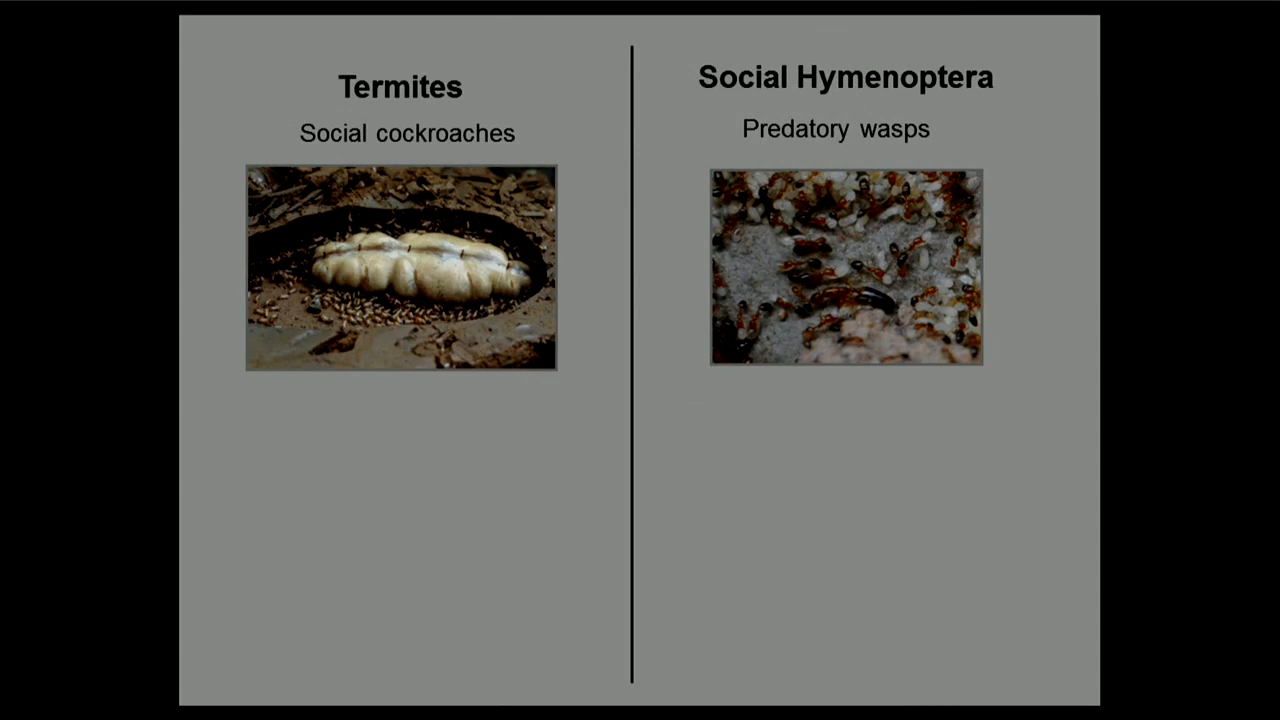 Termites
Social cockroaches
Social Hymenoptera
Predatory wasps